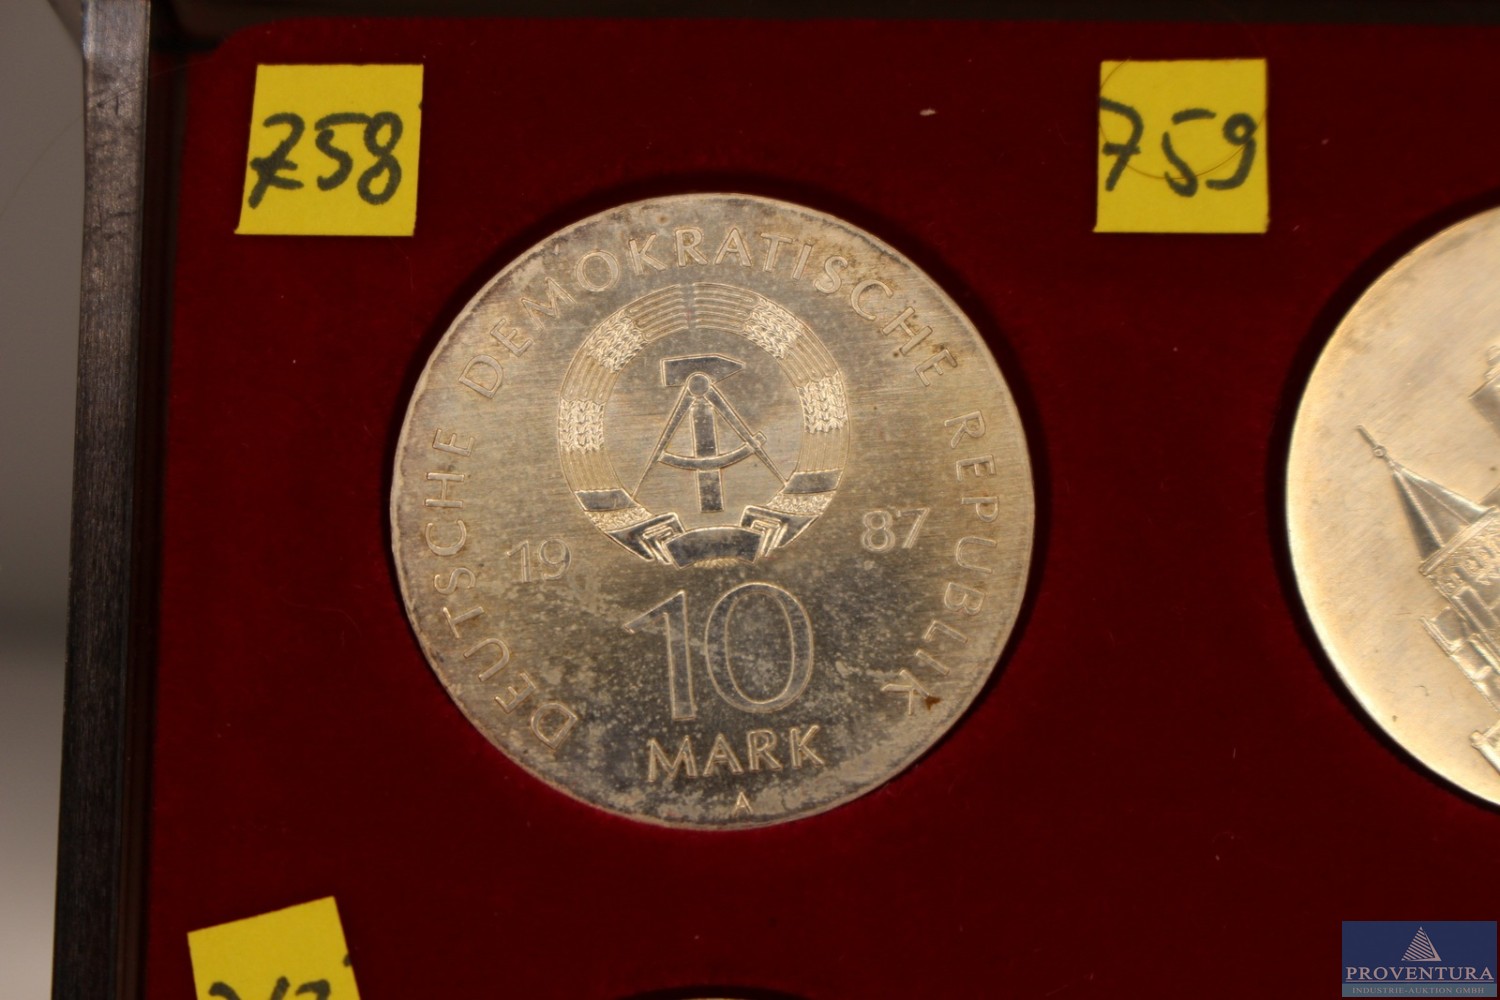 758
759
DEUTSCHE DEMOKRATISCHE REPUBLIK
19 87
10
MARK
A
PROVENTURA
INDUSTRIE-AUKTION GMBH